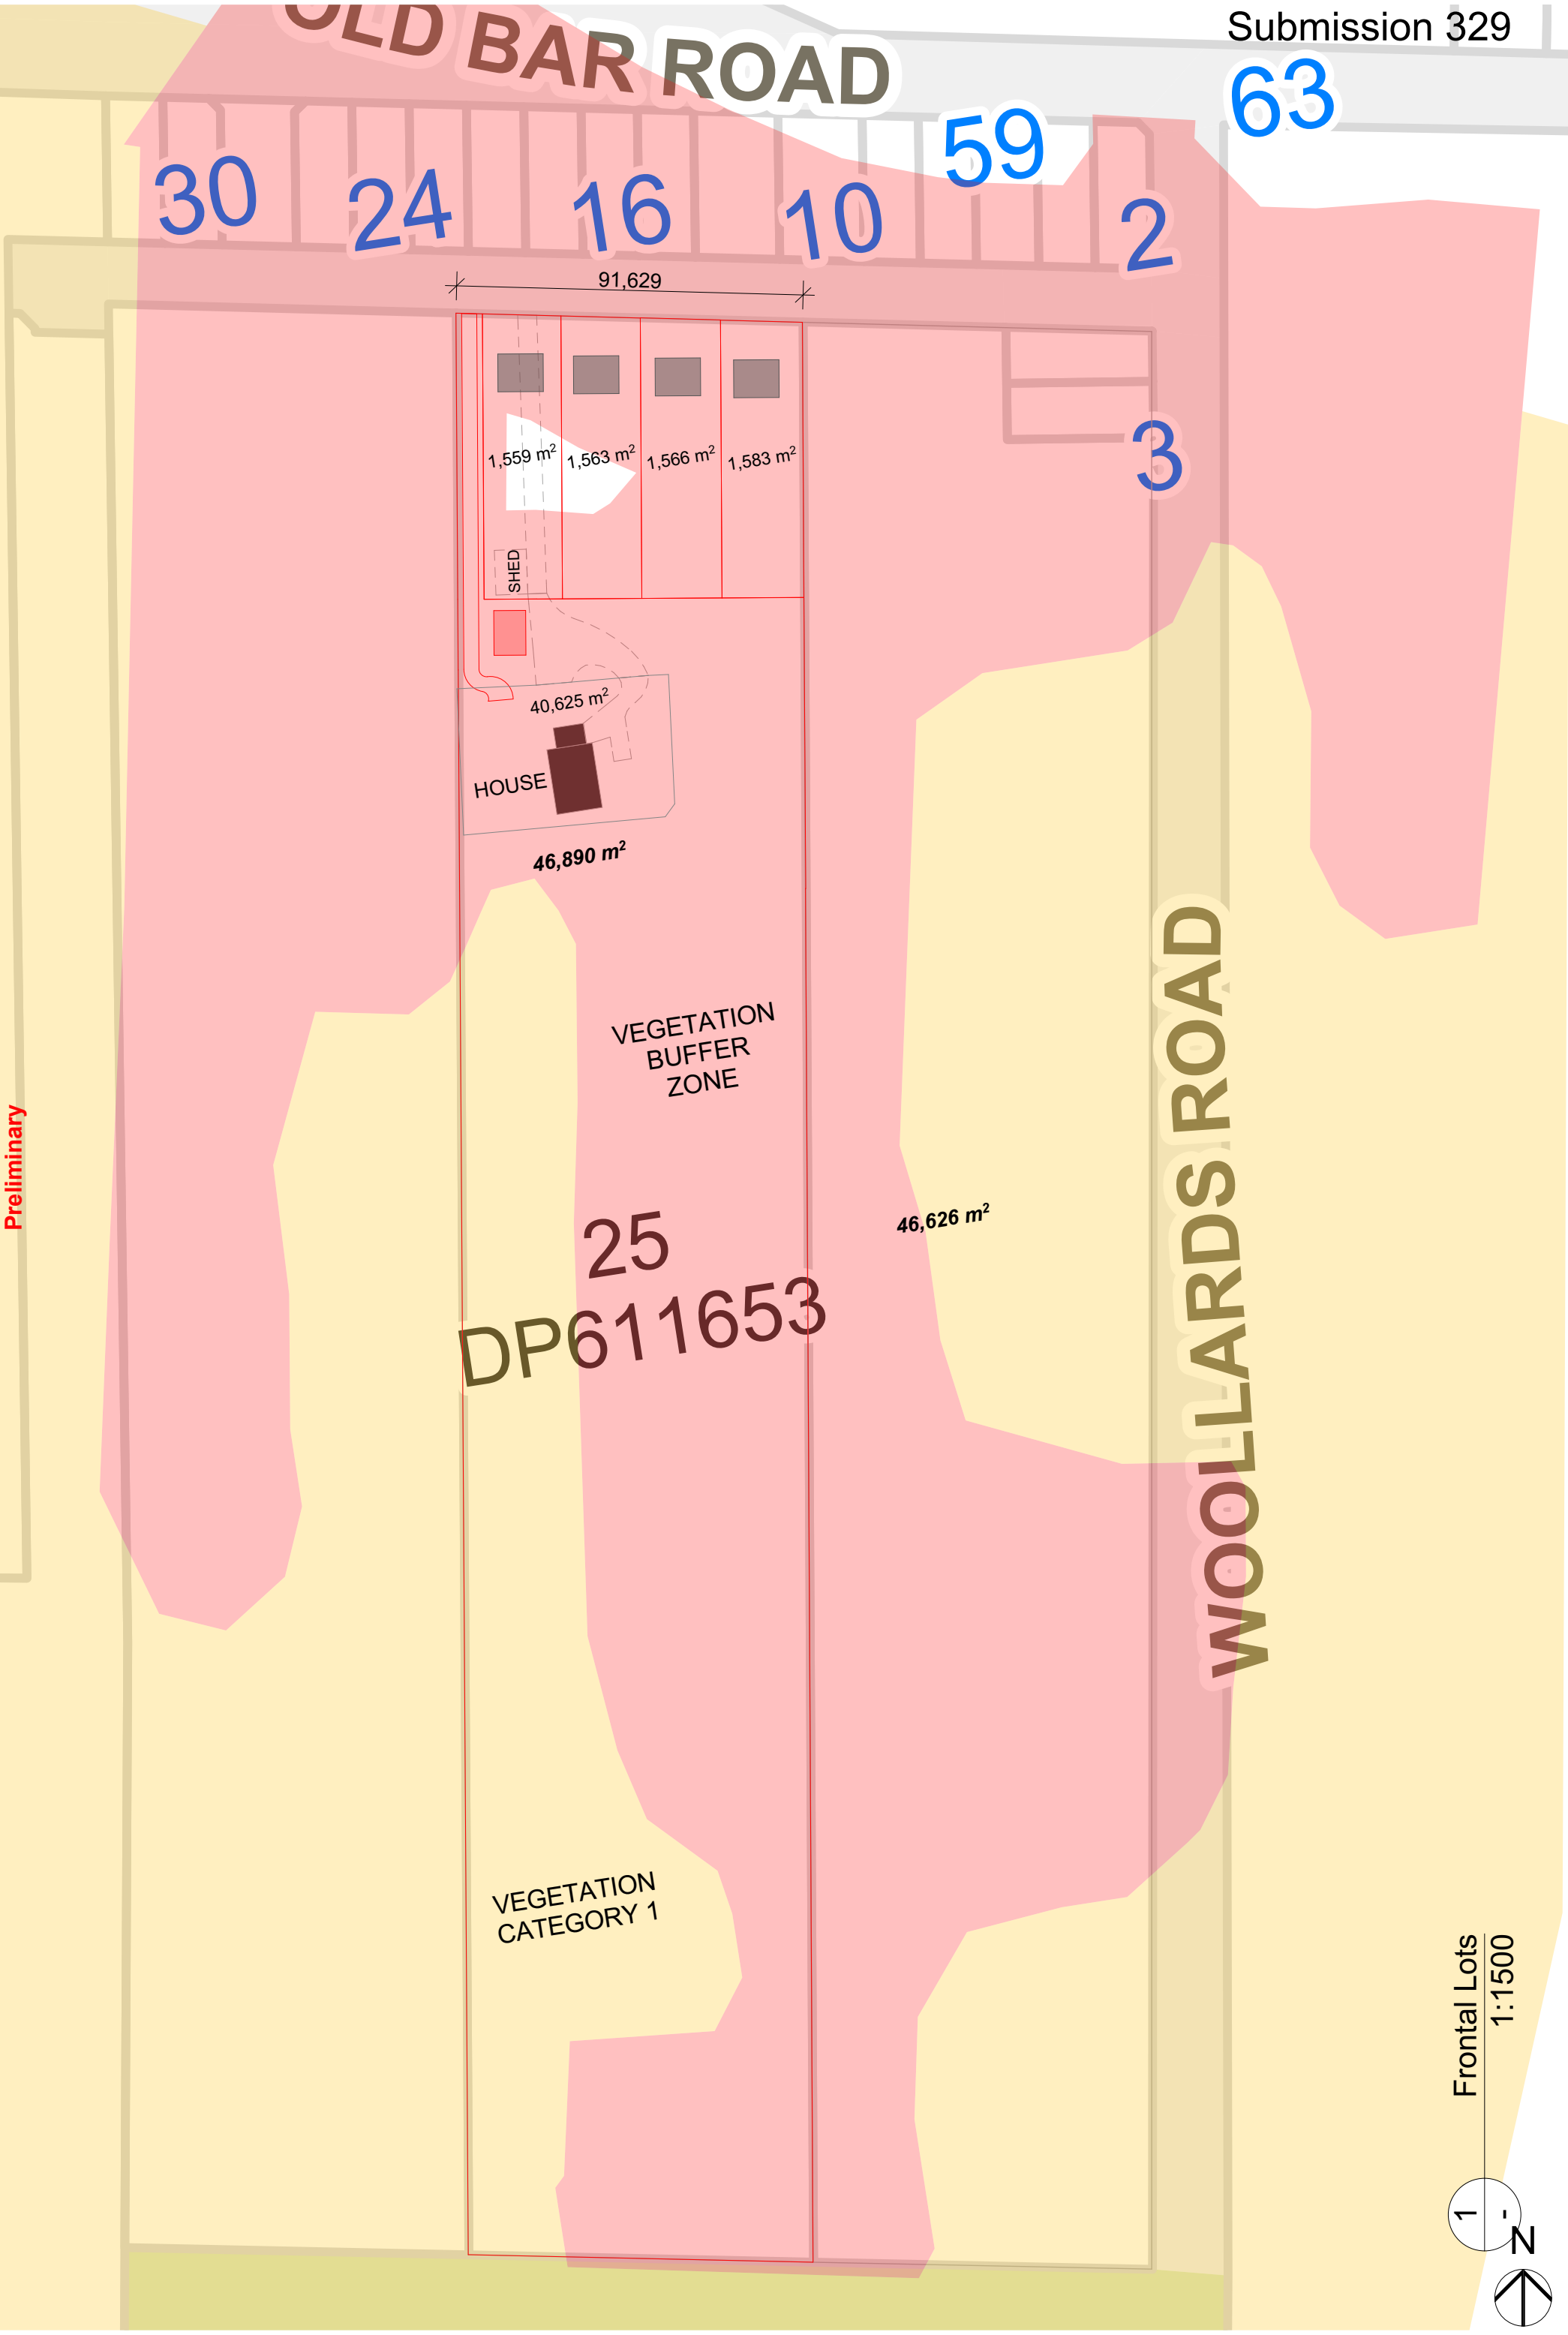 Submission 329
OLD BAR ROAD
63
59
30
24
16
10
2
91,629
1,559 m²
1,563 m²
1,566 m²
1,583 m²
3
SHED
40,625 m²
HOUSE
46,890 m²
VEGETATION
BUFFER
ZONE
WOOLLARDS ROAD
Preliminary
46,626 m²
25
DP611653
VEGETATION
CATEGORY 1
Frontal Lots
1:1500
1
-
N